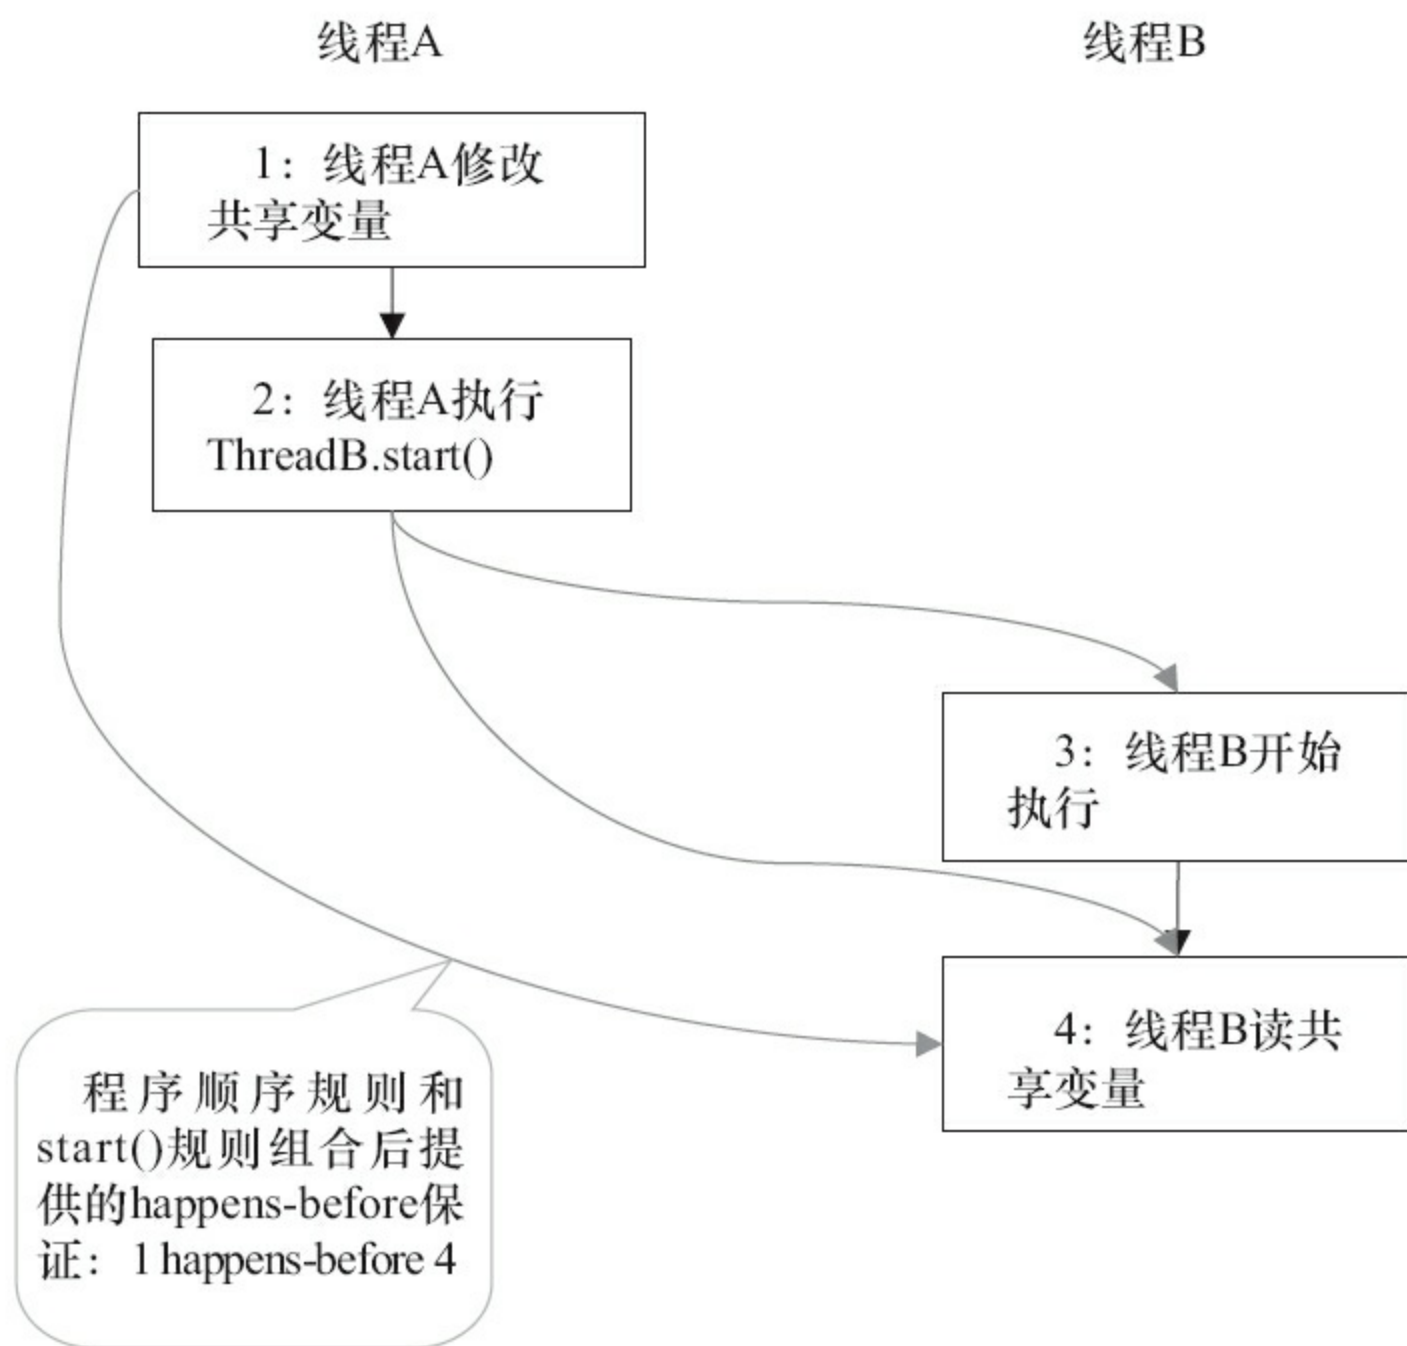 线程A
线程B
1：线程A修改
共享变量
2：线程A执行
ThreadB.start()
3：线程B开始
执行
4：线程B读共
享变量
程序顺序规则和
start()规则组合后提
供的happens-before保
证：1 happens-before 4